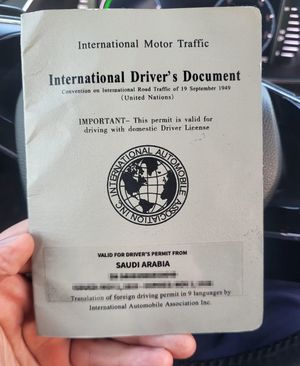 International Motor Traffic
International Driver's Document
Convention on International Road Traffic of 19 September 1949
(United Nations)
IMPORTANT- This permit is valid for
driving with domestic Driver License
INTERNATIONAL AUTOMOBILE ASSOCIATION INC.
VALID FOR DRIVER'S PERMIT FROM
SAUDI ARABIA
Translation of foreign driving permit in 9 languages by
International Automobile Association Inc.